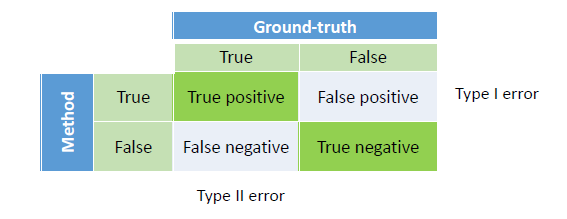 Ground-truth
True False
Method True True positive False positive Type I error
False False negative True negative
Type II error